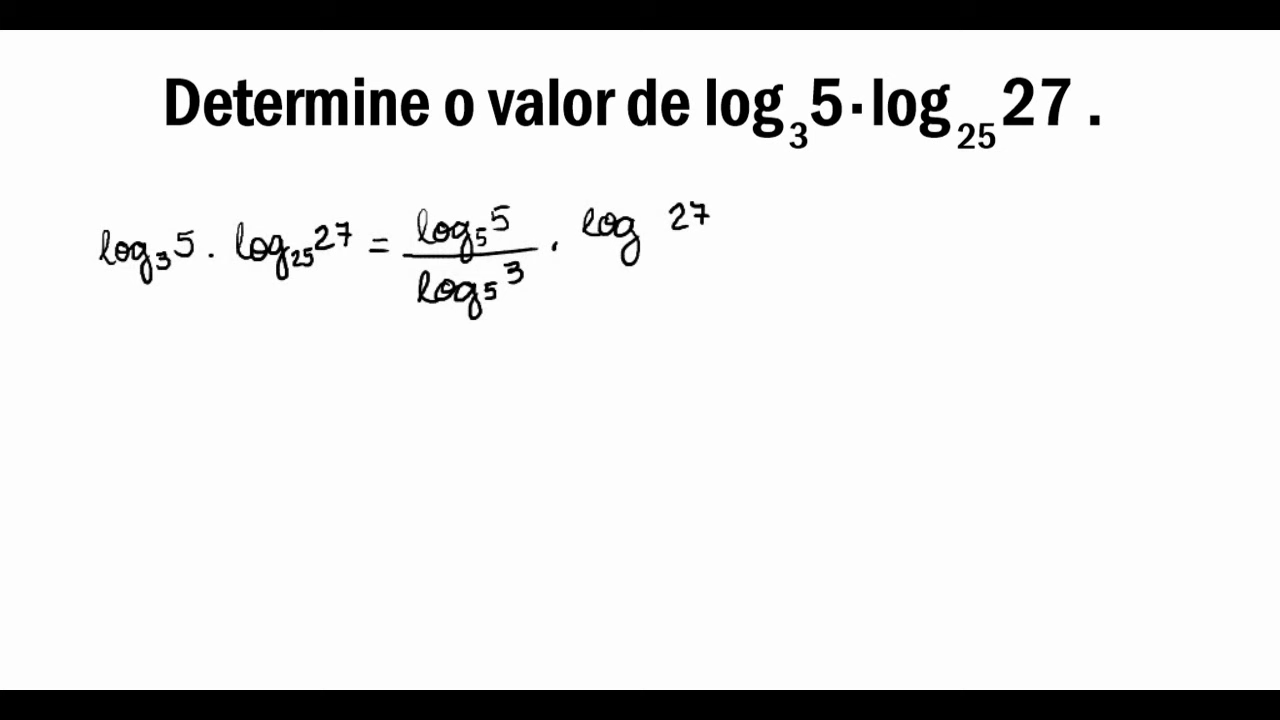 Determine o valor de log₃5·log₂₅27 .
log₃5 . log₂₅27 = log₅5 . log 27
log₅3